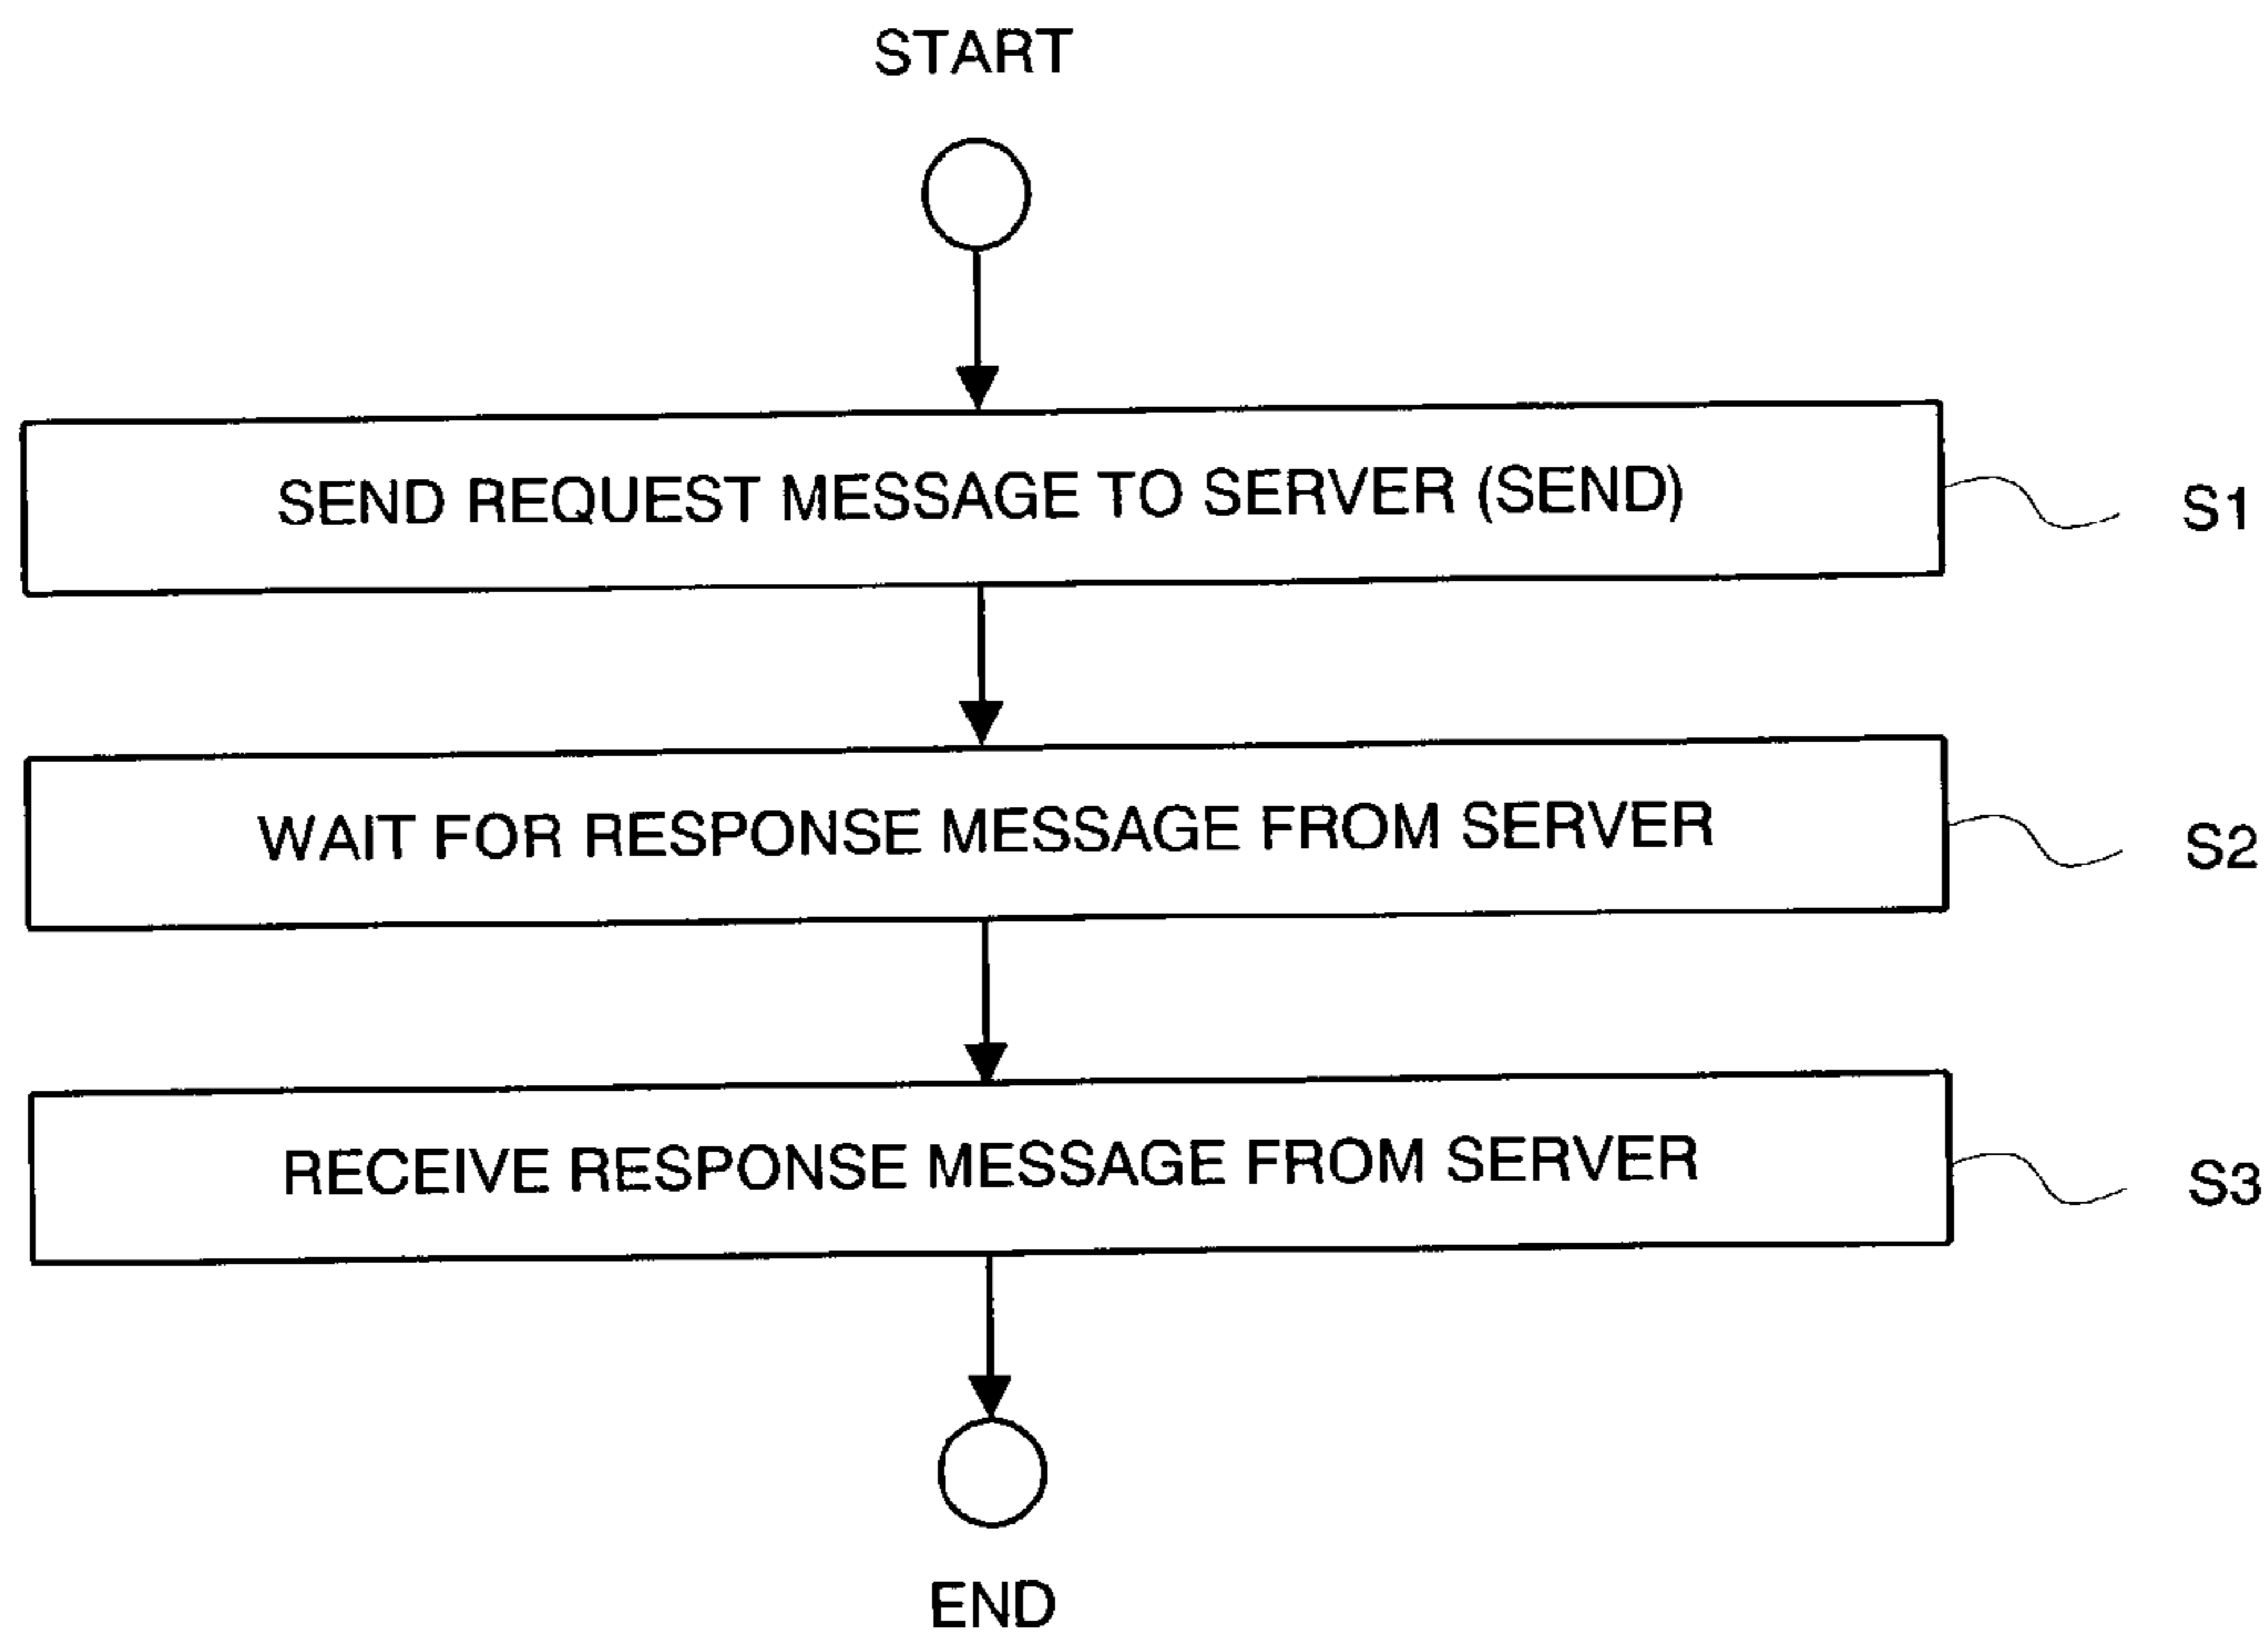 START
SEND REQUEST MESSAGE TO SERVER (SEND)
S1
WAIT FOR RESPONSE MESSAGE FROM SERVER
S2
RECEIVE RESPONSE MESSAGE FROM SERVER
S3
END